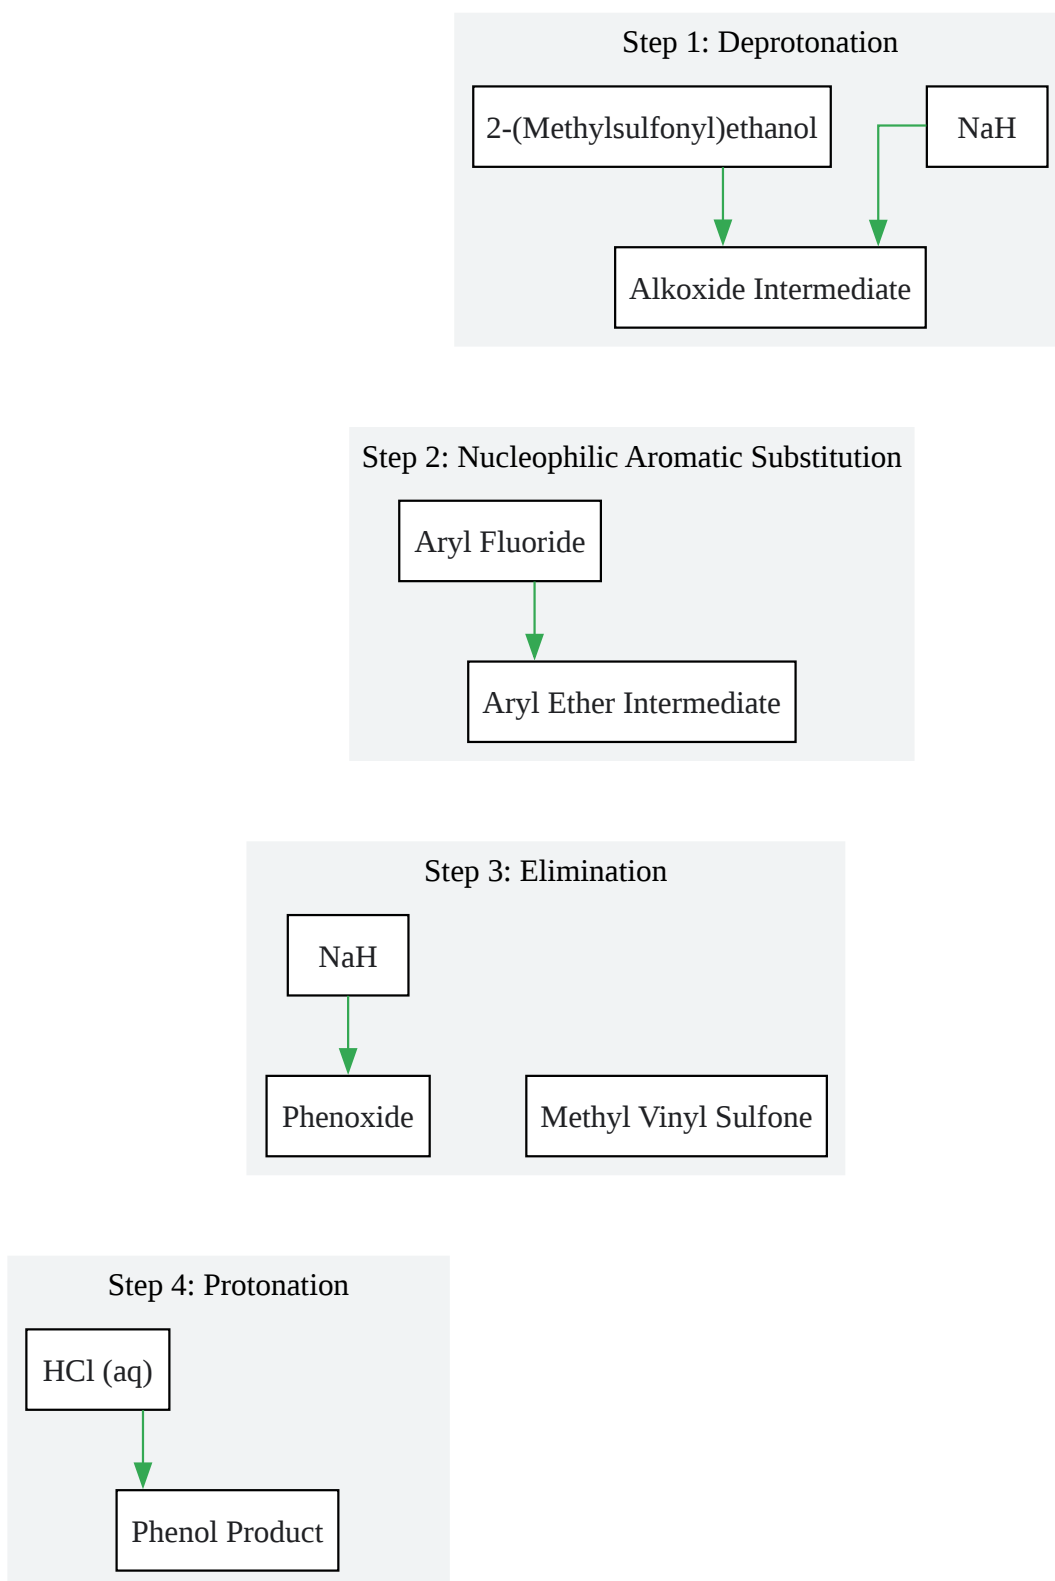 Step 1: Deprotonation
2-(Methylsulfonyl)ethanol
NaH
Alkoxide Intermediate
Step 2: Nucleophilic Aromatic Substitution
Aryl Fluoride
Aryl Ether Intermediate
Step 3: Elimination
NaH
Phenoxide
Methyl Vinyl Sulfone
Step 4: Protonation
HCl (aq)
Phenol Product